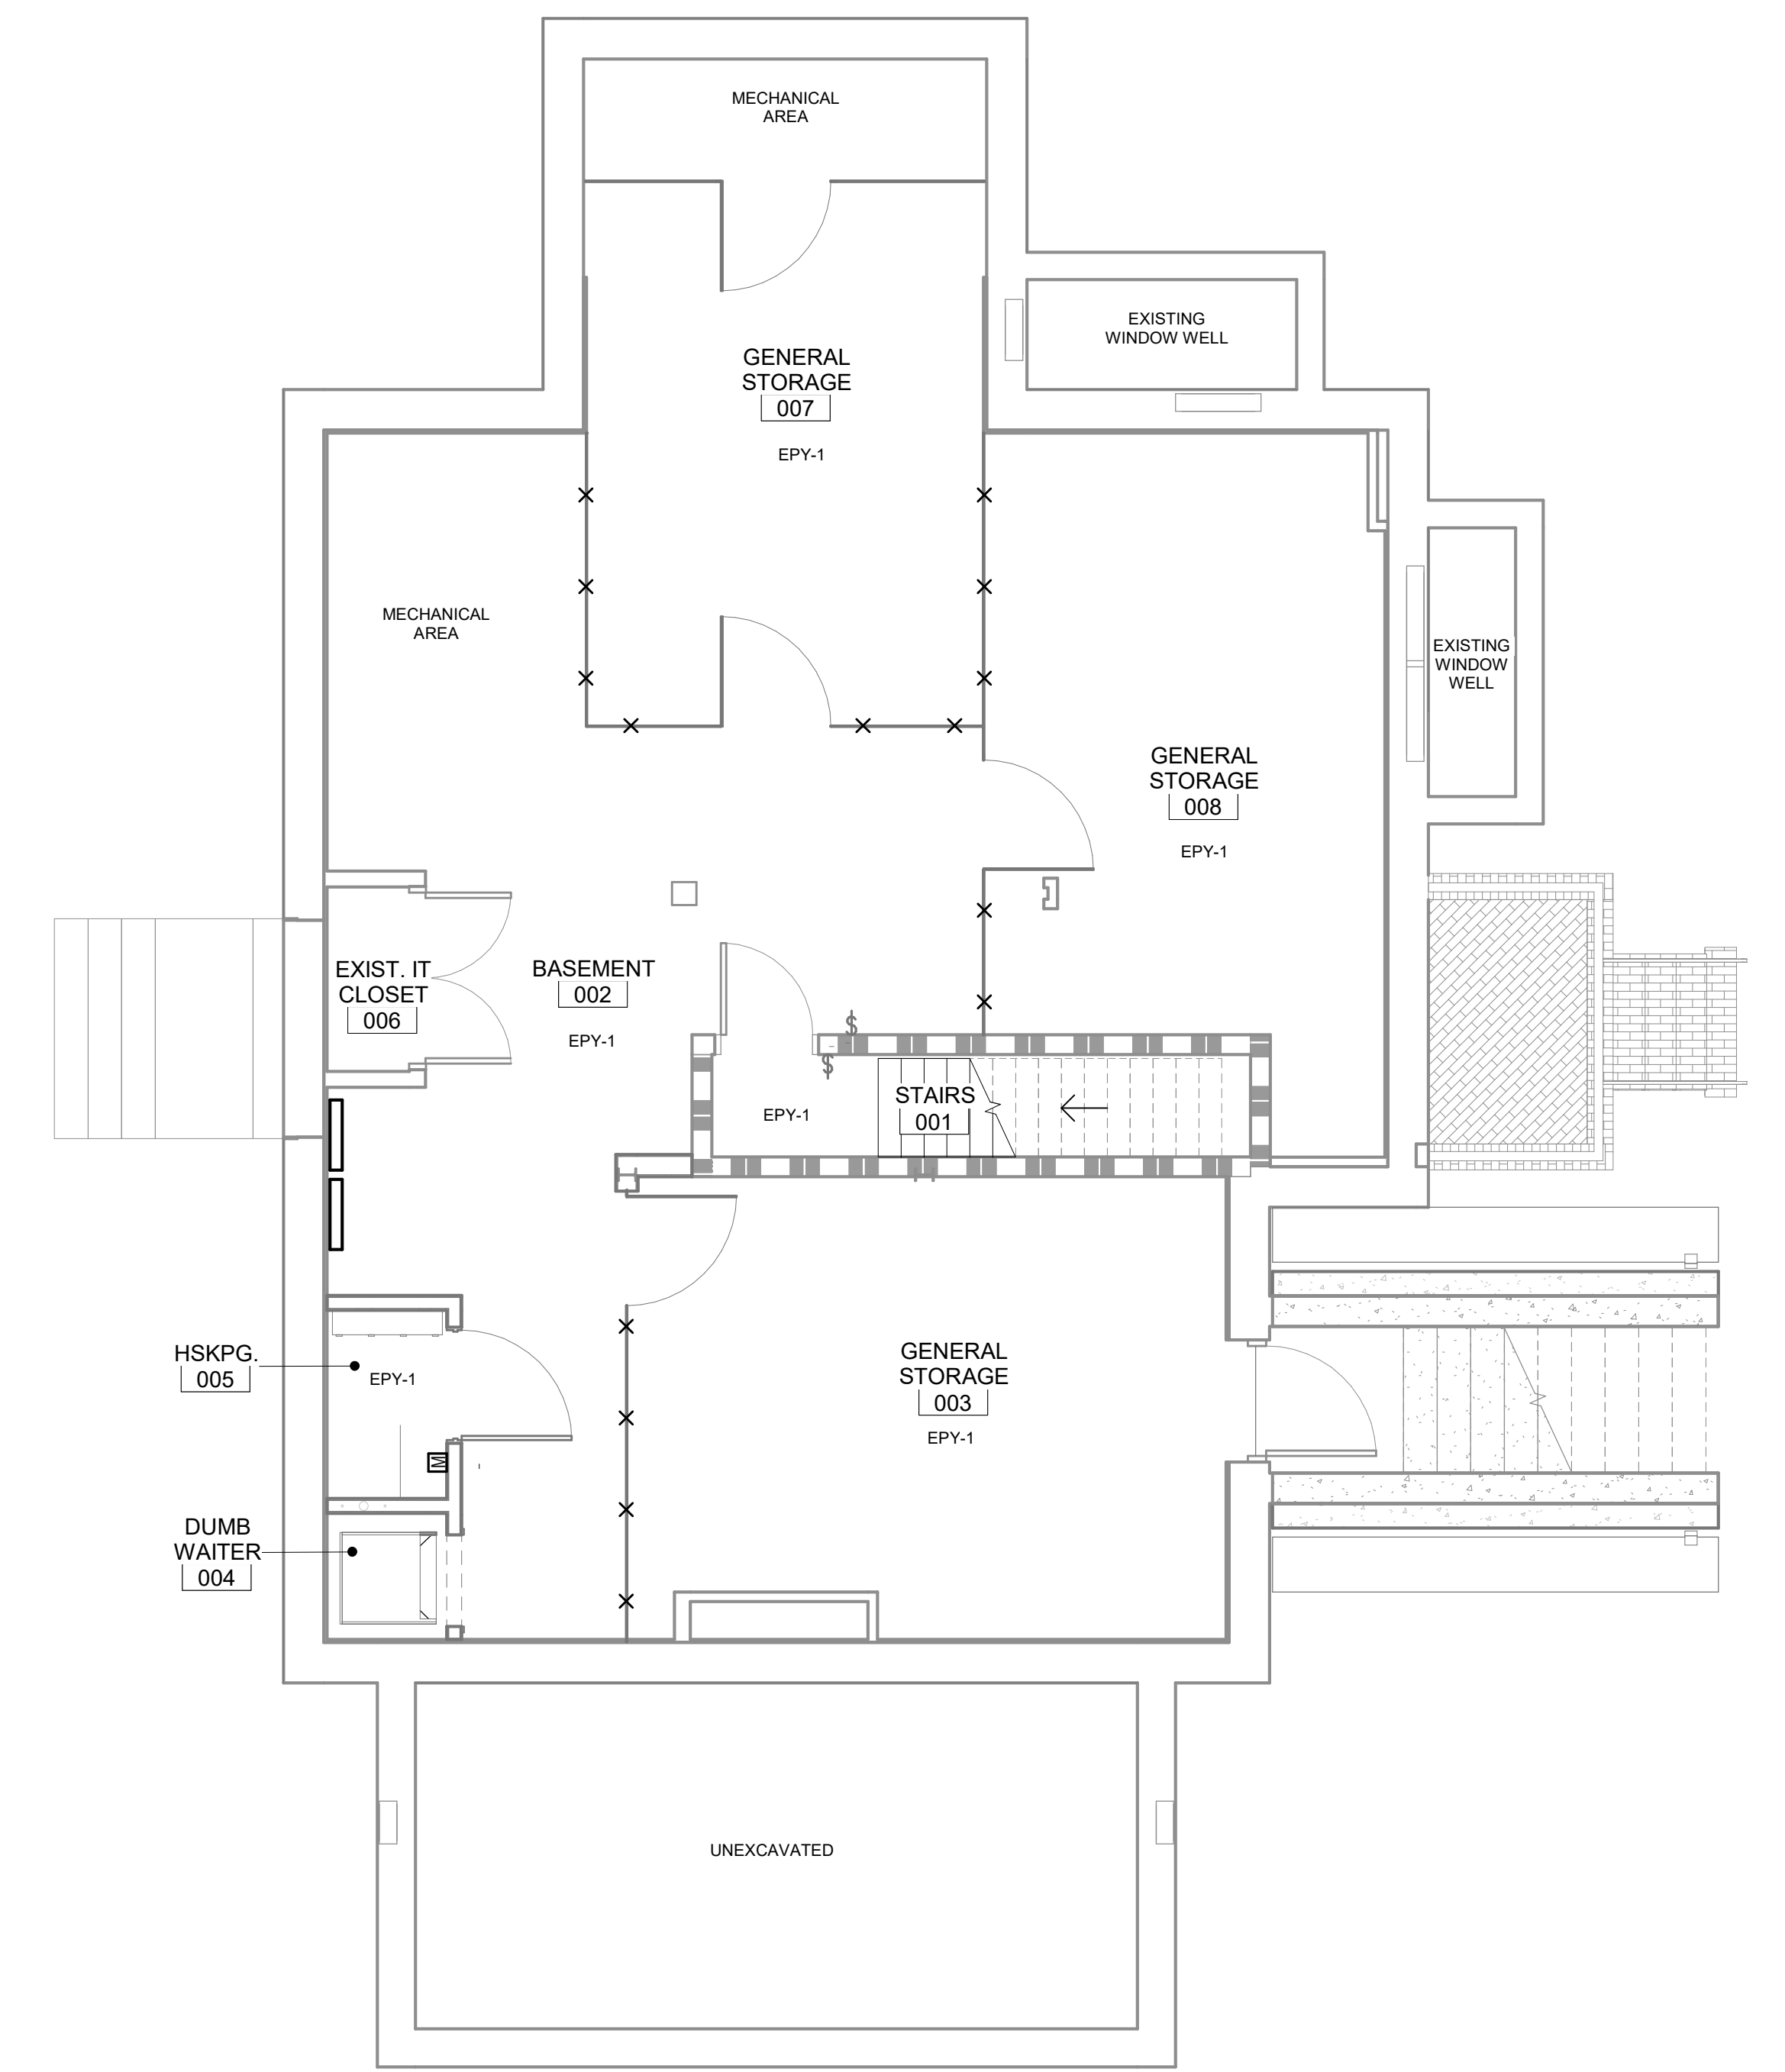 MECHANICAL
AREA
EXISTING
WINDOW WELL
GENERAL
STORAGE
007
EPY-1
MECHANICAL
AREA
EXISTING
WINDOW
WELL
GENERAL
STORAGE
008
EPY-1
EXIST. IT
CLOSET
006
BASEMENT
002
EPY-1
$
$
STAIRS
001
EPY-1
HSKPG.
005
EPY-1
GENERAL
STORAGE
003
EPY-1
M
DUMB
WAITER
004
UNEXCAVATED